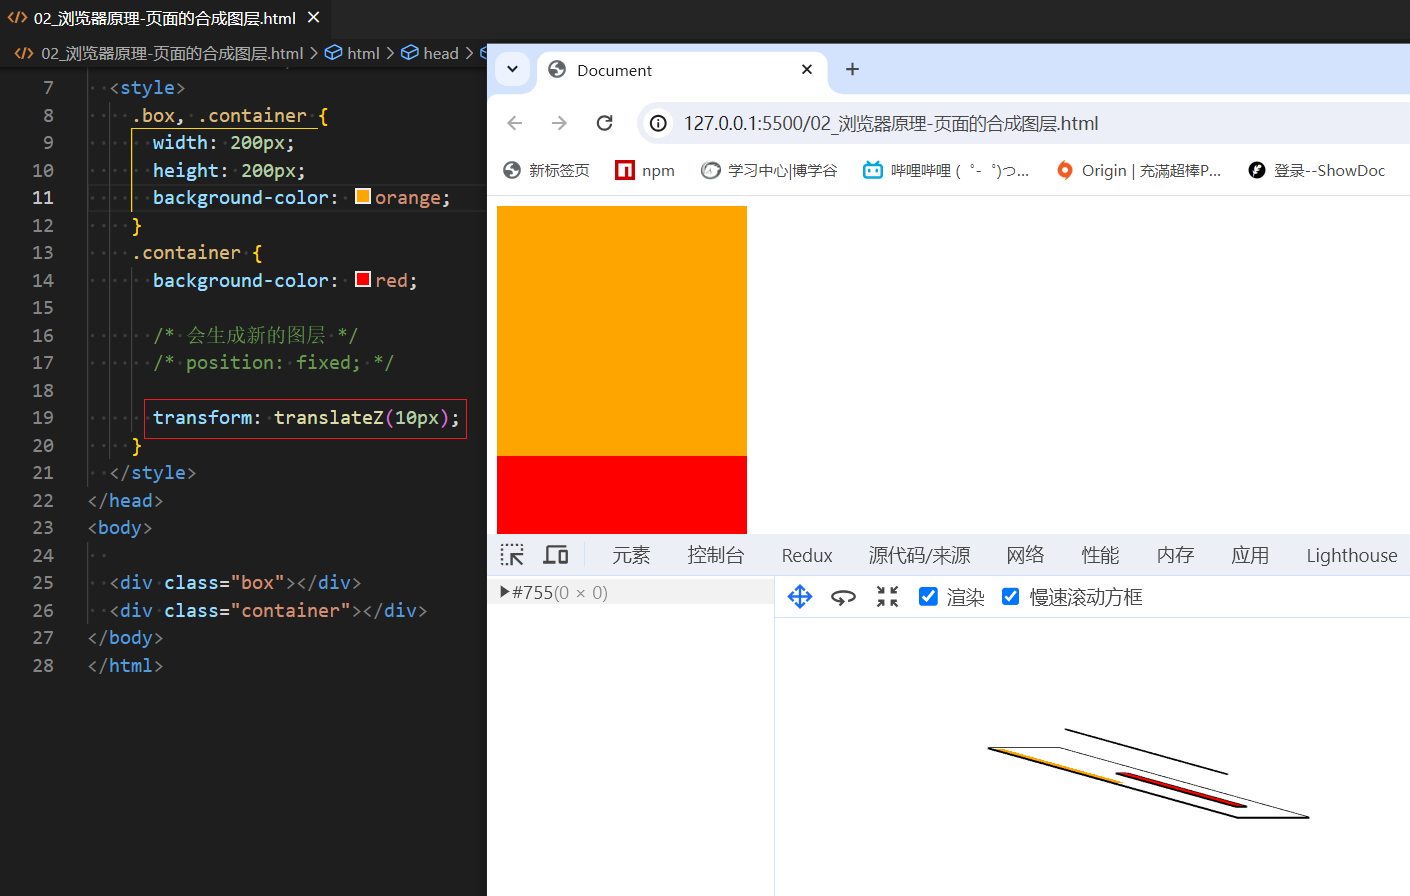 02_浏览器原理-页面的合成图层.html
02_浏览器原理-页面的合成图层.html > html > head >
7 <style>
8 .box, .container {
9 width: 200px;
10 height: 200px;
11 background-color: orange;
12 }
13 .container {
14 background-color: red;
15
16 /* 会生成新的图层 */
17 /* position: fixed; */
18
19 transform: translateZ(10px);
20 }
21 </style>
22 </head>
23 <body>
24
25 <div class="box"></div>
26 <div class="container"></div>
27 </body>
28 </html>
Document
127.0.0.1:5500/02_浏览器原理-页面的合成图层.html
新标签页 npm 学习中心|博学谷 哔哩哔哩 (゜-゜)つ... Origin | 充滿超棒P... 登录--ShowDoc
元素 控制台 Redux 源代码/来源 网络 性能 内存 应用 Lighthouse
#755(0 × 0)
渲染 慢速滚动方框